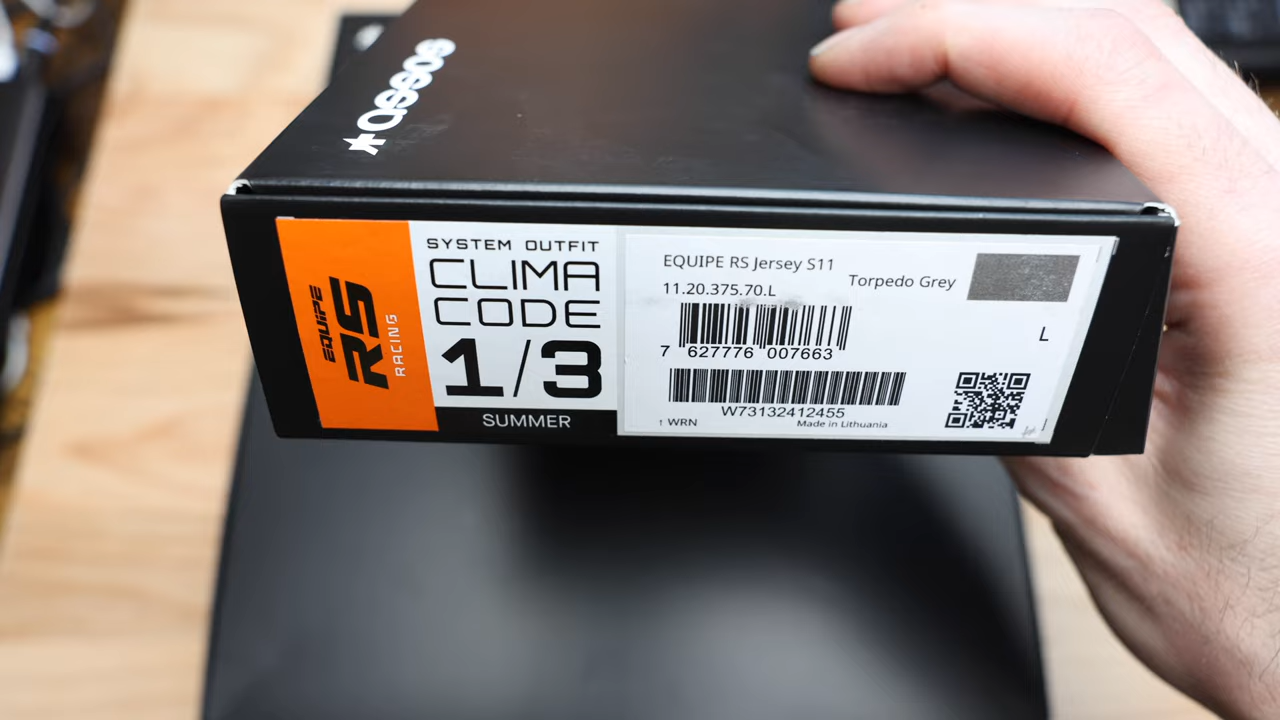 assos
EQUIPE
RS
RACING
SYSTEM OUTFIT
CLIMA
CODE
1/3
SUMMER
EQUIPE RS Jersey S11
Torpedo Grey
11.20.375.70.L
7 627776 007663
L
W73132412455
↑ WRN
Made in Lithuania